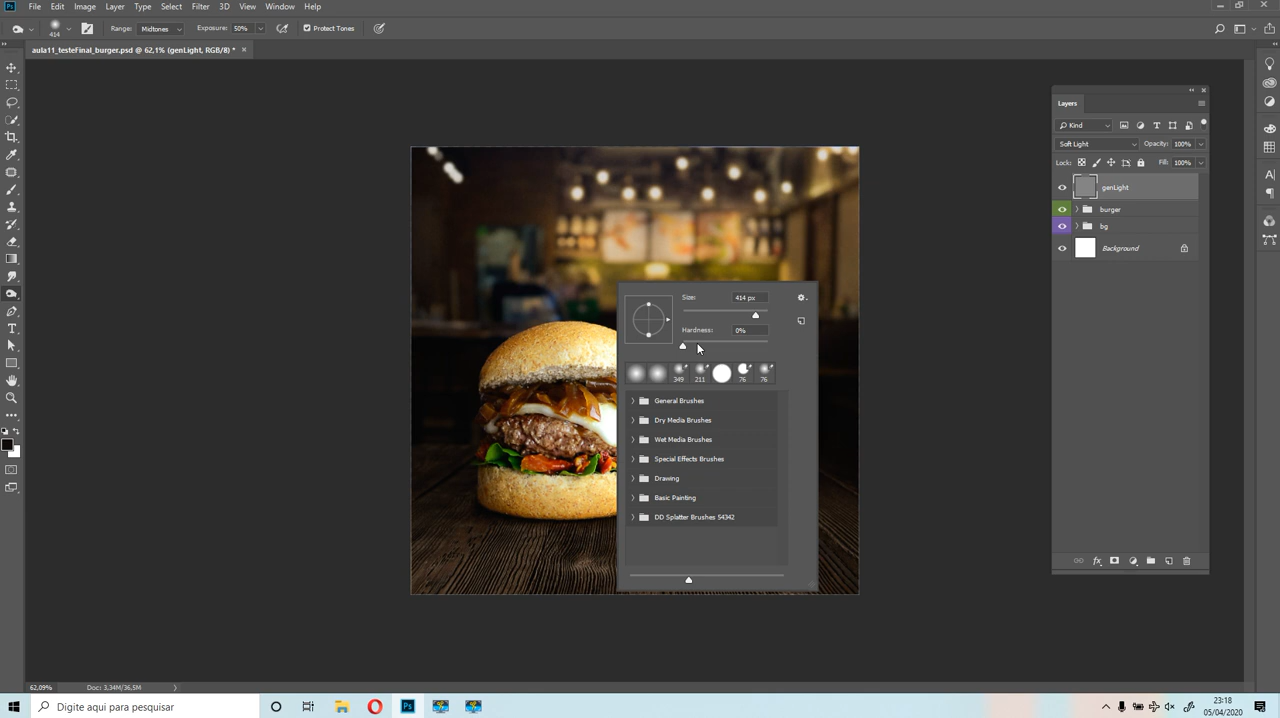 Ps File Edit Image Layer Type Select Filter 3D View Window Help
414 Range: Midtones Exposure: 50% Protect Tones
aula11_testeFinal_burger.psd @ 62,1% (genLight, RGB/8) * ×
Layers
Kind
Soft Light Opacity: 100%
Lock: Fill: 100%
genLight
burger
bg
Background
Size: 414 px
Hardness: 0%
349 211 76 76
General Brushes
Dry Media Brushes
Wet Media Brushes
Special Effects Brushes
Drawing
Basic Painting
DD Splatter Brushes 54342
62,09% Doc: 3,34M/36,5M
Digite aqui para pesquisar
Ps
23:18
05/04/2020